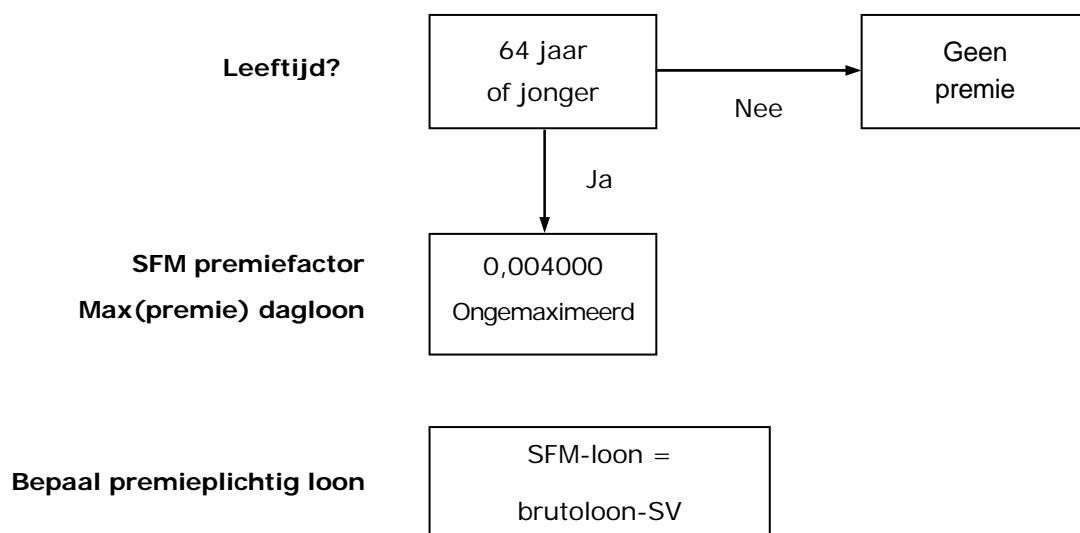 Leeftijd?
64 jaar
of jonger
Nee
Geen
premie
Ja
SFM premiefactor
Max(premie) dagloon
0,004000
Ongemaximeerd
Bepaal premieplichtig loon
SFM-loon =
brutoloon-SV